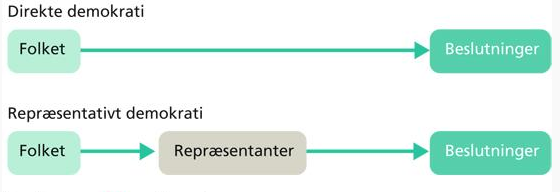 Direkte demokrati
Folket
Beslutninger
Repræsentativt demokrati
Folket
Repræsentanter
Beslutninger